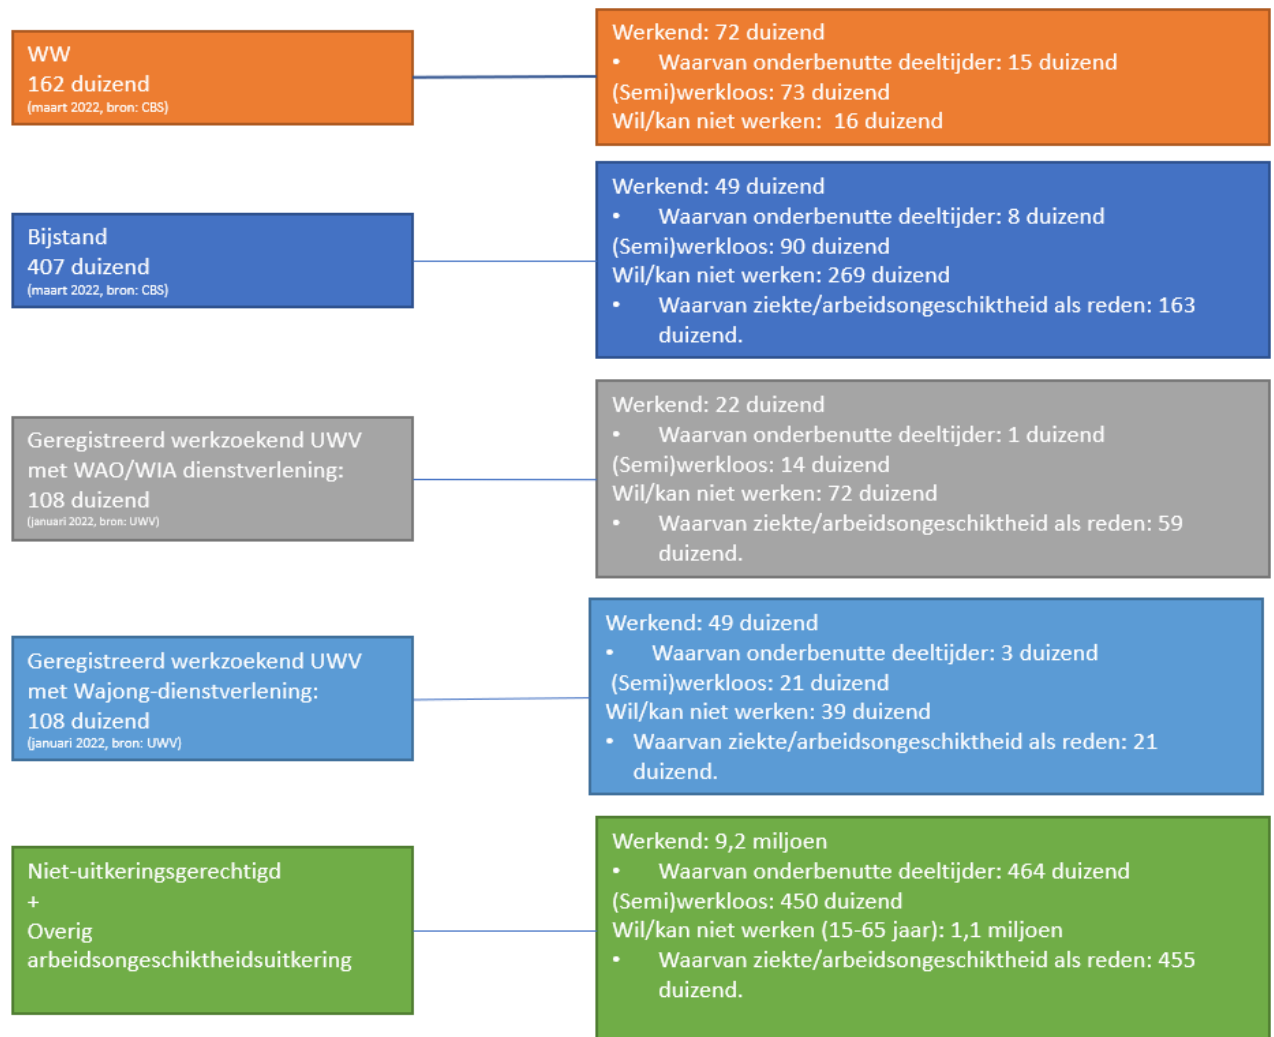 WW
162 duizend
(maart 2022, bron: CBS)
Werkend: 72 duizend
• Waarvan onderbenutte deeltijder: 15 duizend
(Semi)werkloos: 73 duizend
Wil/kan niet werken:  16 duizend
Bijstand
407 duizend
(maart 2022, bron: CBS)
Werkend: 49 duizend
• Waarvan onderbenutte deeltijder: 8 duizend
(Semi)werkloos: 90 duizend
Wil/kan niet werken: 269 duizend
• Waarvan ziekte/arbeidsongeschiktheid als reden: 163
duizend.
Geregistreerd werkzoekend UWV
met WAO/WIA dienstverlening:
108 duizend
(januari 2022, bron: UWV)
Werkend: 22 duizend
• Waarvan onderbenutte deeltijder: 1 duizend
(Semi)werkloos: 14 duizend
Wil/kan niet werken: 72 duizend
• Waarvan ziekte/arbeidsongeschiktheid als reden: 59
duizend.
Geregistreerd werkzoekend UWV
met Wajong-dienstverlening:
108 duizend
(januari 2022, bron: UWV)
Werkend: 49 duizend
• Waarvan onderbenutte deeltijder: 3 duizend
(Semi)werkloos: 21 duizend
Wil/kan niet werken: 39 duizend
• Waarvan ziekte/arbeidsongeschiktheid als reden: 21
duizend.
Niet-uitkeringsgerechtigd
+
Overig
arbeidsongeschiktheidsuitkering
Werkend: 9,2 miljoen
• Waarvan onderbenutte deeltijder: 464 duizend
(Semi)werkloos: 450 duizend
Wil/kan niet werken (15-65 jaar): 1,1 miljoen
• Waarvan ziekte/arbeidsongeschiktheid als reden: 455
duizend.